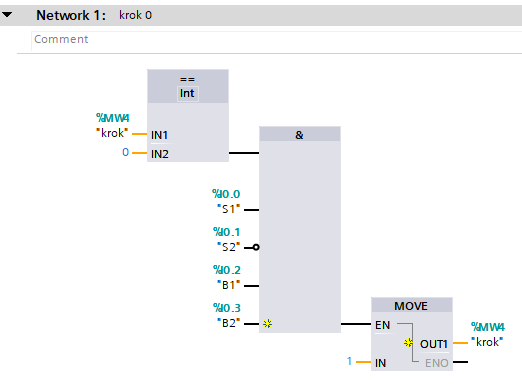 Network 1: krok 0
Comment
==
Int
%MW4
"krok" IN1
0 IN2
&
%I0.0
"S1"
%I0.1
"S2"
%I0.2
"B1"
%I0.3
"B2"
MOVE
EN
%MW4
OUT1 "krok"
1 IN ENO